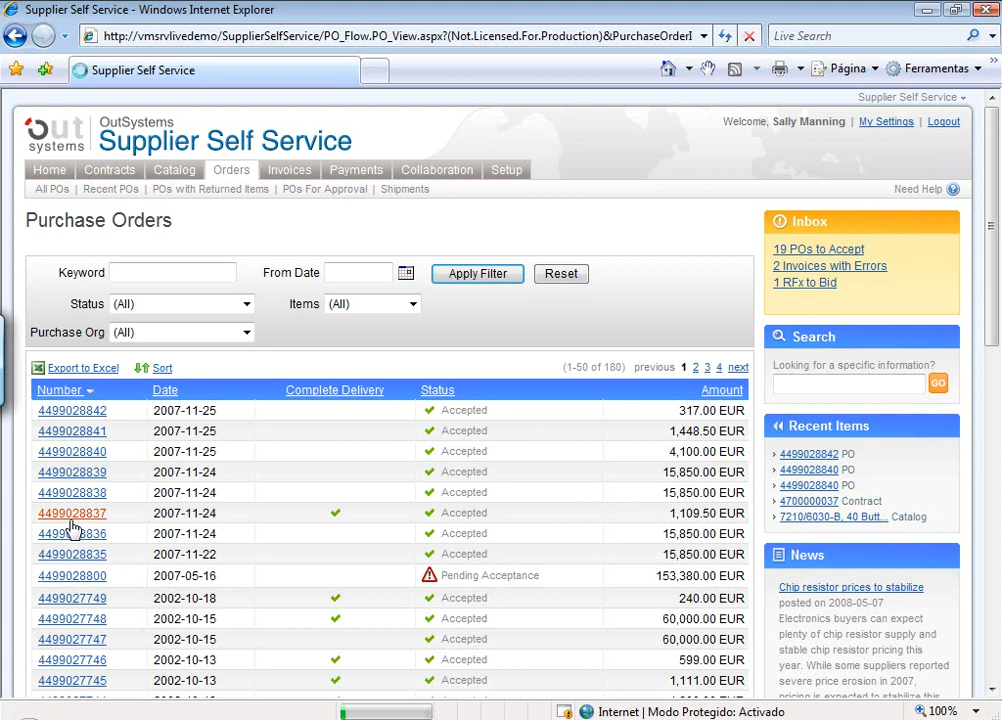 Supplier Self Service - Windows Internet Explorer
http://vmsrvlivedemo/SupplierSelfService/PO_Flow.PO_View.aspx?(Not.Licensed.For.Production)&PurchaseOrderI
Live Search
Supplier Self Service
Página
Ferramentas
Supplier Self Service
out systems
OutSystems
Supplier Self Service
Welcome, Sally Manning | My Settings | Logout
Home Contracts Catalog Orders Invoices Payments Collaboration Setup
All POs | Recent POs | POs with Returned Items | POs For Approval | Shipments
Need Help
Purchase Orders
Keyword From Date Apply Filter Reset
Status (All) Items (All)
Purchase Org (All)
Export to Excel Sort (1-50 of 180) previous 1 2 3 4 next
Number Date Complete Delivery Status Amount
4499028842 2007-11-25 Accepted 317.00 EUR
4499028841 2007-11-25 Accepted 1,448.50 EUR
4499028840 2007-11-25 Accepted 4,100.00 EUR
4499028839 2007-11-24 Accepted 15,850.00 EUR
4499028838 2007-11-24 Accepted 15,850.00 EUR
4499028837 2007-11-24 Accepted 1,109.50 EUR
4499028836 2007-11-24 Accepted 15,850.00 EUR
4499028835 2007-11-22 Accepted 15,850.00 EUR
4499028800 2007-05-16 Pending Acceptance 153,380.00 EUR
4499027749 2002-10-18 Accepted 240.00 EUR
4499027748 2002-10-15 Accepted 60,000.00 EUR
4499027747 2002-10-15 Accepted 60,000.00 EUR
4499027746 2002-10-13 Accepted 599.00 EUR
4499027745 2002-10-13 Accepted 1,111.00 EUR
Inbox
19 POs to Accept
2 Invoices with Errors
1 RFx to Bid
Search
Looking for a specific information?
GO
Recent Items
4499028842 PO
4499028840 PO
4499028840 PO
4700000037 Contract
7210/6030-B, 40 Butt... Catalog
News
Chip resistor prices to stabilize
posted on 2008-05-07
Electronics buyers can expect
plenty of chip resistor supply and
stable chip resistor pricing this
year. While some suppliers reported
severe price erosion in 2007,
pricing is expected to stabilize this
Internet | Modo Protegido: Activado
100%